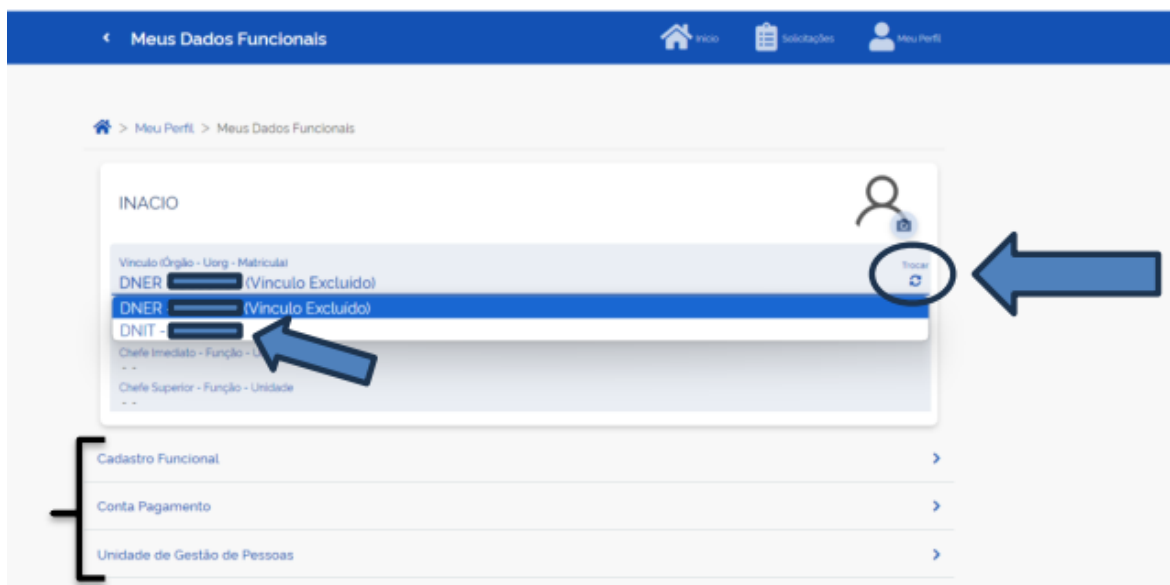 Meus Dados Funcionais
Início
Solicitações
Meu Perfil
> Meu Perfil > Meus Dados Funcionais
INACIO
Vínculo (Órgão - Uorg - Matrícula)
Trocar
DNER (Vínculo Excluído)
DNER - (Vínculo Excluído)
DNIT -
Chefe Imediato - Função -
- -
Chefe Superior - Função - Unidade
- -
Cadastro Funcional
Conta Pagamento
Unidade de Gestão de Pessoas